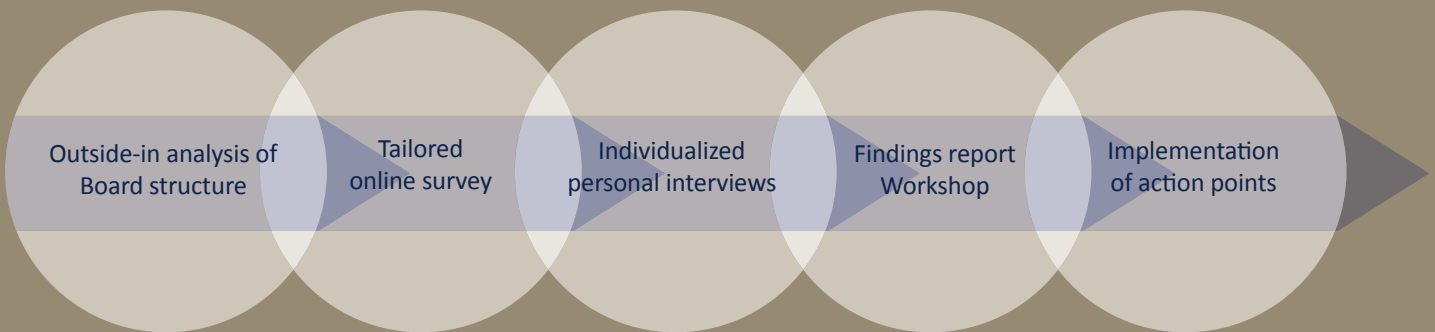 Outside-in analysis of
Board structure
Tailored
online survey
Individualized
personal interviews
Findings report
Workshop
Implementation
of action points